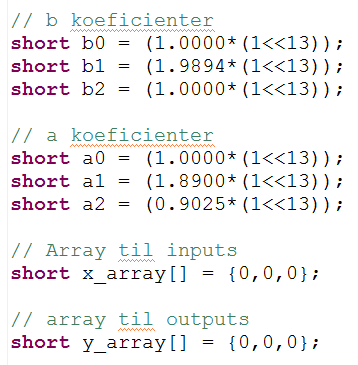 // b koeficienter
short b0 = (1.0000*(1<<13));
short b1 = (1.9894*(1<<13));
short b2 = (1.0000*(1<<13));
// a koeficienter
short a0 = (1.0000*(1<<13));
short a1 = (1.8900*(1<<13));
short a2 = (0.9025*(1<<13));
// Array til inputs
short x_array[] = {0,0,0};
// array til outputs
short y_array[] = {0,0,0};